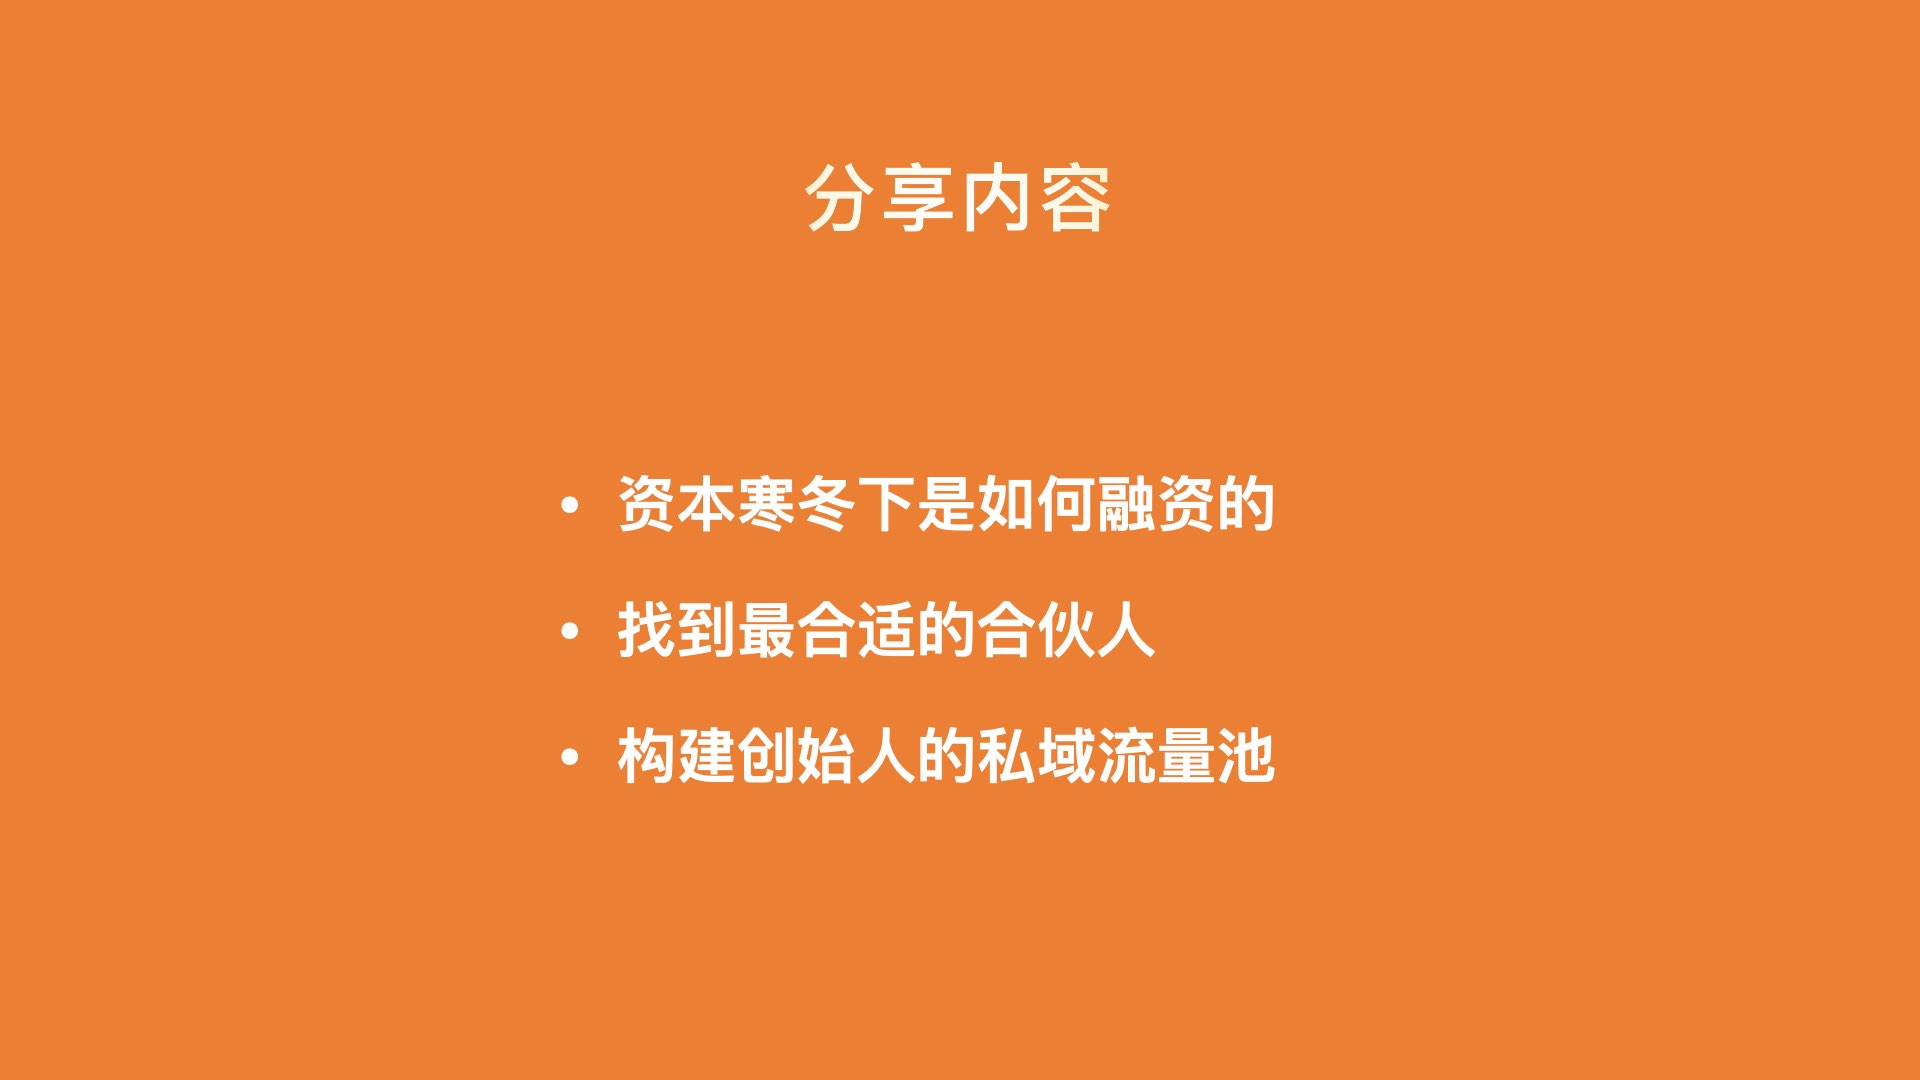 分享内容
• 资本寒冬下是如何融资的
• 找到最合适的合伙人
• 构建创始人的私域流量池